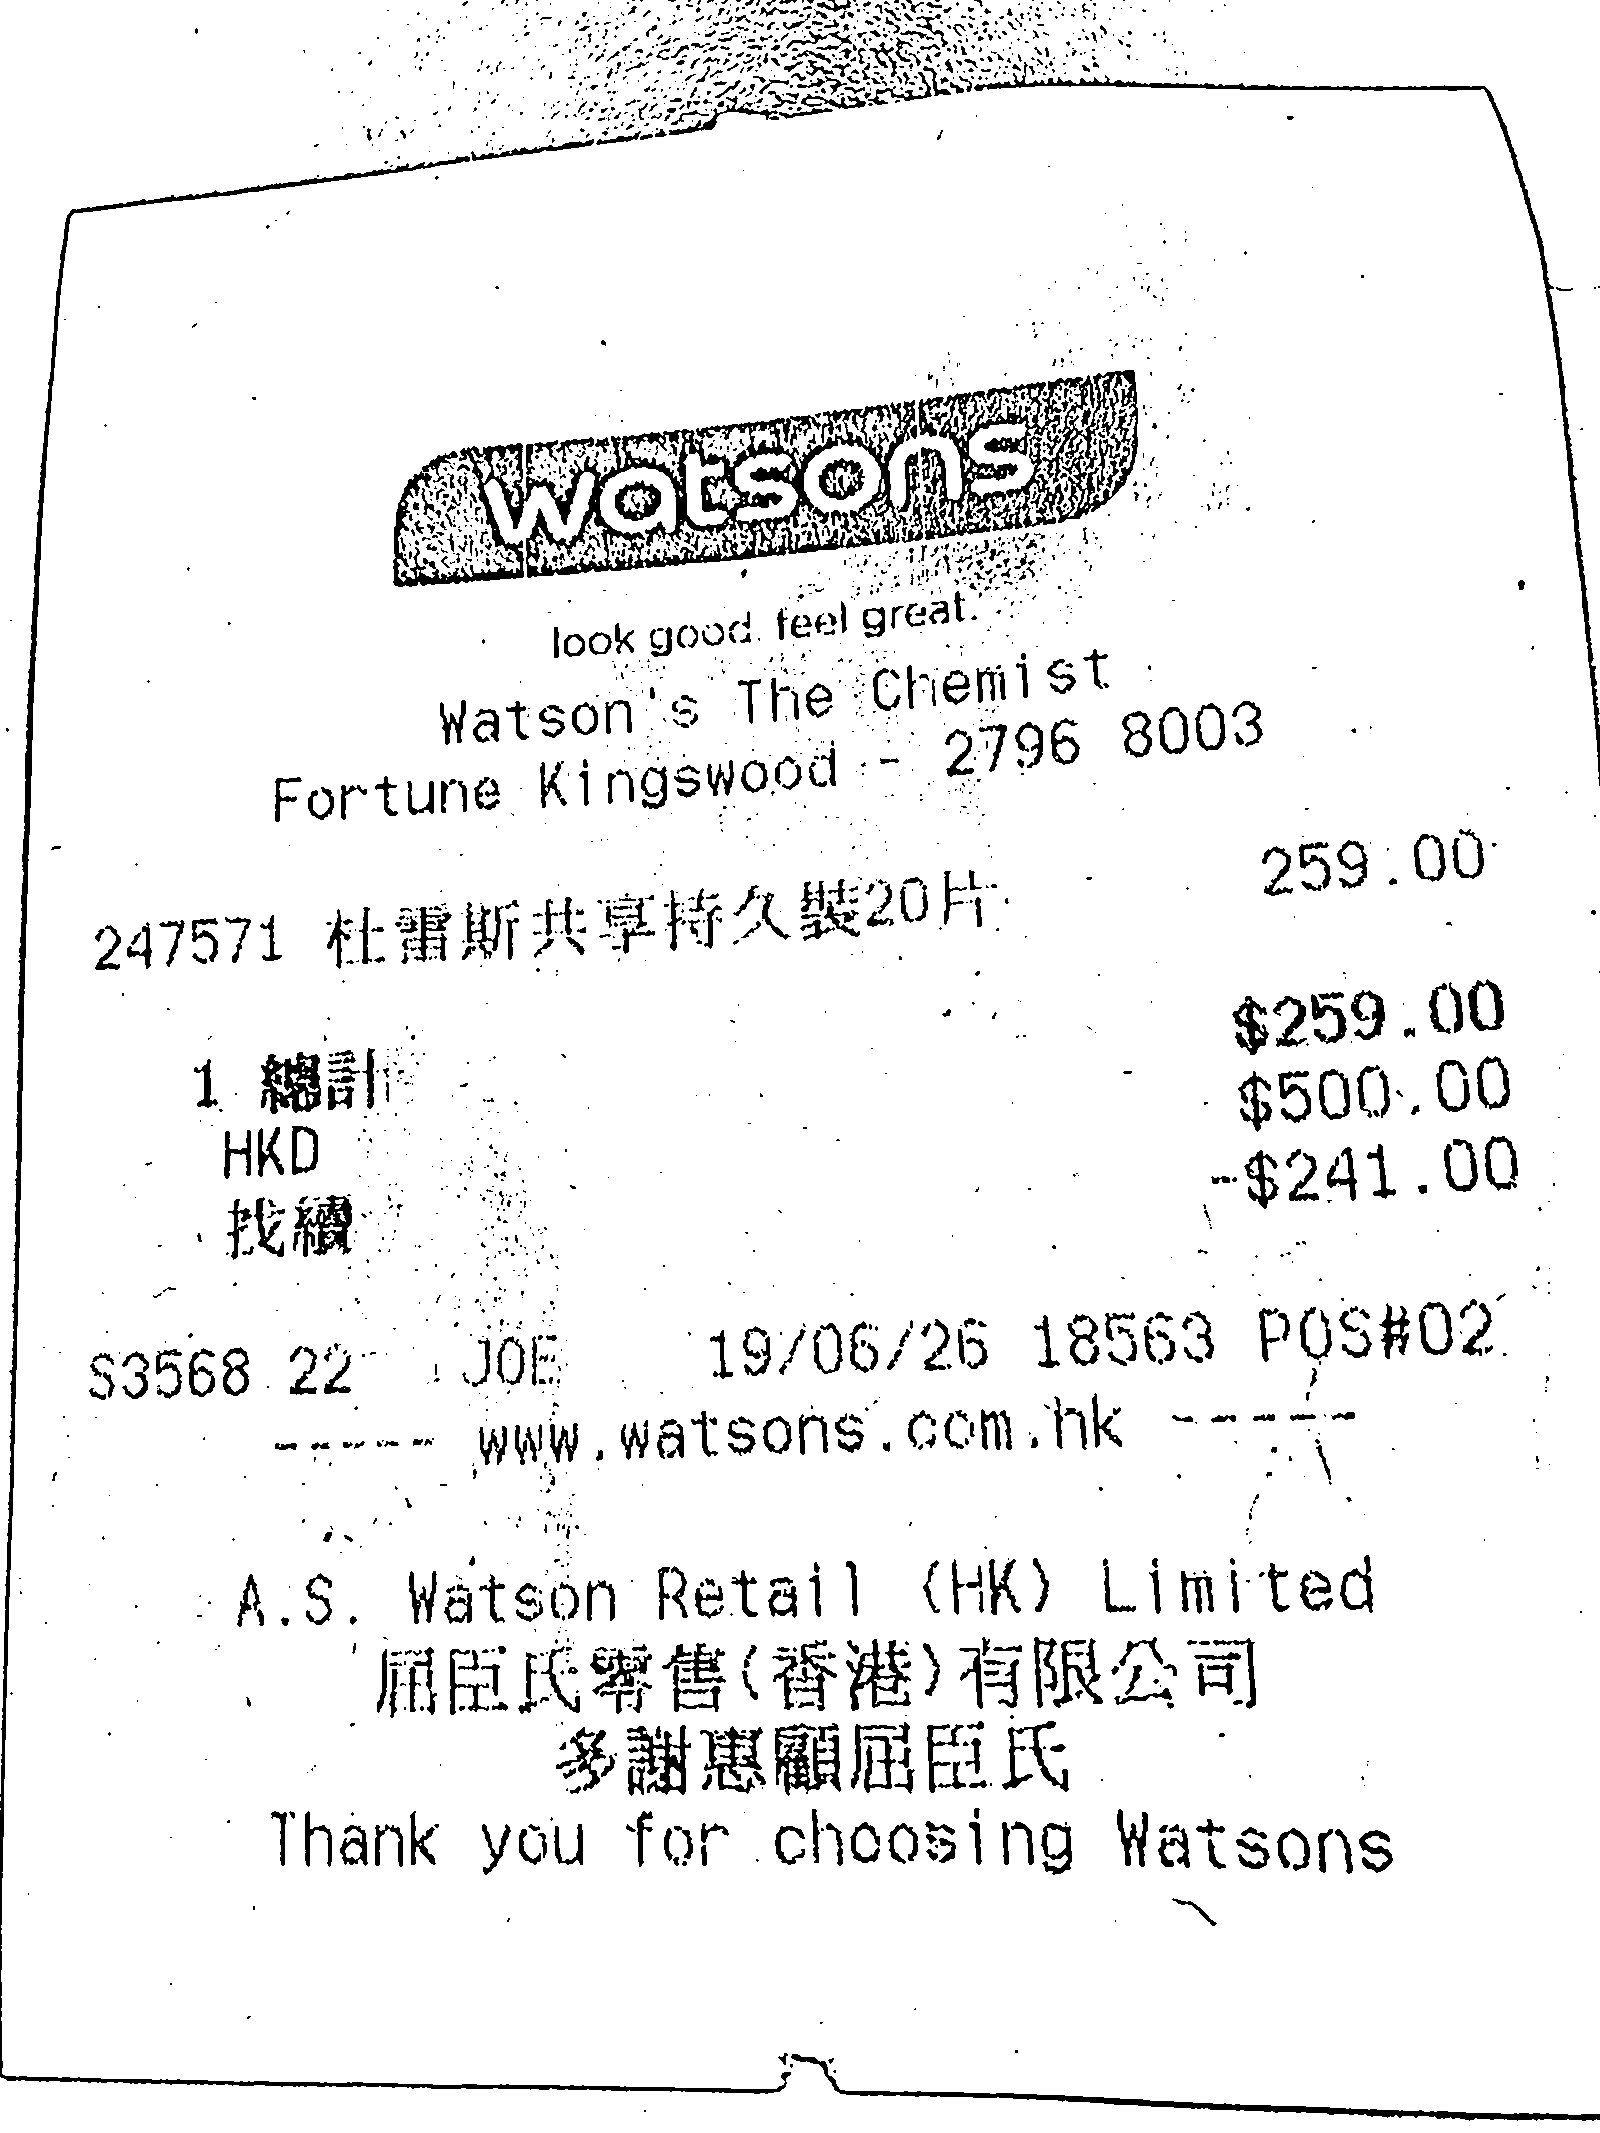 watsons
look good. feel great.
Watson's The Chemist
Fortune Kingswood - 2796 8003
247571 杜雷斯共享持久裝20片 259.00
1 總計 $259.00
HKD $500.00
找續 -$241.00
S3568 22 JOE 19/06/26 18563 POS#02
----- www.watsons.com.hk -----
A.S. Watson Retail (HK) Limited
屈臣氏零售(香港)有限公司
多謝惠顧屈臣氏
Thank you for choosing Watsons